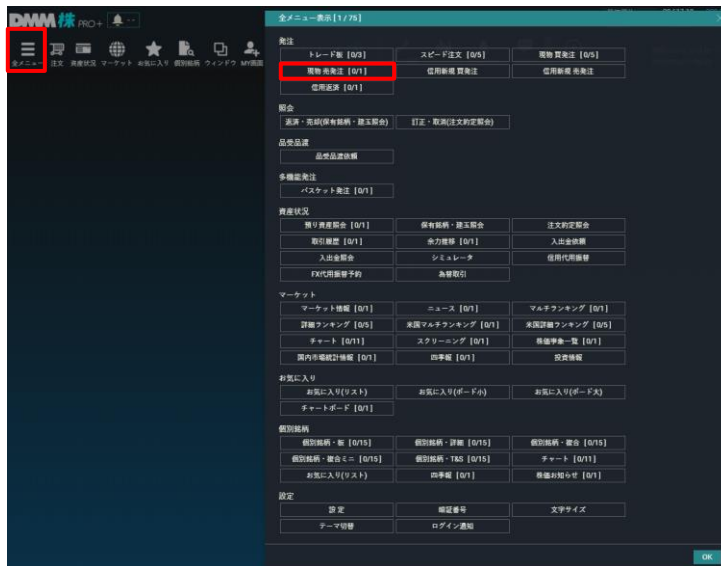 DMM 株 PRO+
全メニュー 注文 資産状況 マーケット お気に入り 個別銘柄 ウィンドウ MY画面
全メニュー表示 [1/75]
発注
トレード板 [0/3] スピード注文 [0/5] 現物 買発注 [0/5]
現物 売発注 [0/1] 信用新規 買発注 信用新規 売発注
信用返済 [0/1]
照会
返済・売却(保有銘柄・建玉照会) 訂正・取消(注文約定照会)
品受品渡
品受品渡依頼
多機能発注
バスケット発注 [0/1]
資産状況
預り資産照会 [0/1] 保有銘柄・建玉照会 注文約定照会
取引履歴 [0/1] 余力推移 [0/1] 入出金依頼
入出金照会 シミュレータ 信用代用振替
FX代用振替予約 為替取引
マーケット
マーケット情報 [0/1] ニュース [0/1] マルチランキング [0/1]
詳細ランキング [0/5] 米国マルチランキング [0/1] 米国詳細ランキング [0/5]
チャート [0/11] スクリーニング [0/1] 株価事象一覧 [0/1]
国内市場統計情報 [0/1] 四季報 [0/1] 投資情報
お気に入り
お気に入り(リスト) お気に入り(ボード小) お気に入り(ボード大)
チャートボード [0/1]
個別銘柄
個別銘柄・板 [0/15] 個別銘柄・詳細 [0/15] 個別銘柄・複合 [0/15]
個別銘柄・複合ミニ [0/15] 個別銘柄・T&S [0/15] チャート [0/11]
お気に入り(リスト) 四季報 [0/1] 株価お知らせ [0/1]
設定
設定 暗証番号 文字サイズ
テーマ切替 ログイン通知
OK